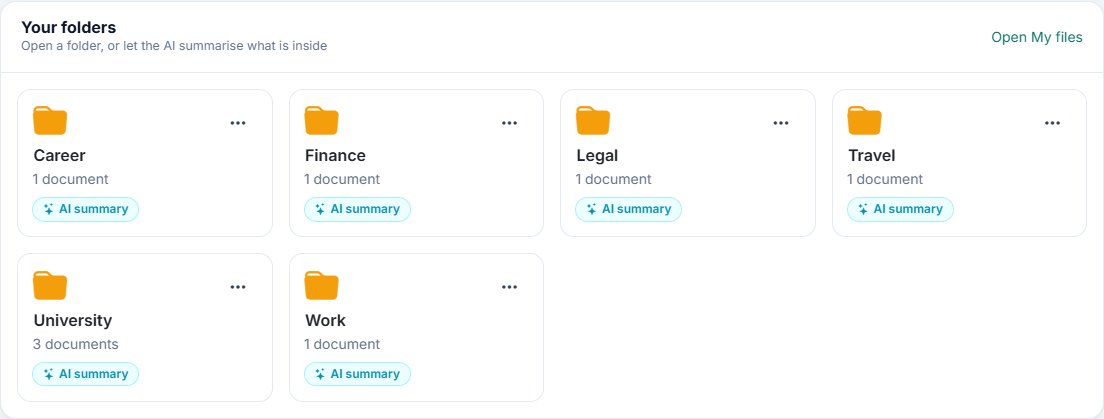 Your folders
Open a folder, or let the AI summarise what is inside
Open My files
Career
1 document
AI summary
Finance
1 document
AI summary
Legal
1 document
AI summary
Travel
1 document
AI summary
University
3 documents
AI summary
Work
1 document
AI summary